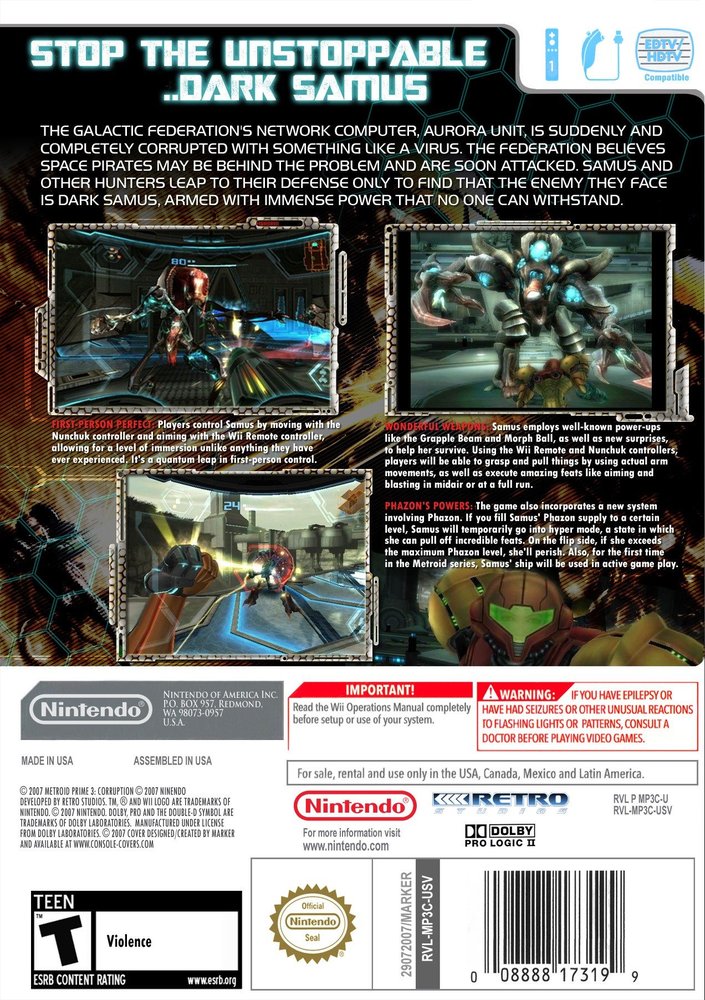 STOP THE UNSTOPPABLE
..DARK SAMUS
1
EDTV/
HDTV
Compatible
THE GALACTIC FEDERATION'S NETWORK COMPUTER, AURORA UNIT, IS SUDDENLY AND
COMPLETELY CORRUPTED WITH SOMETHING LIKE A VIRUS. THE FEDERATION BELIEVES
SPACE PIRATES MAY BE BEHIND THE PROBLEM AND ARE SOON ATTACKED. SAMUS AND
OTHER HUNTERS LEAP TO THEIR DEFENSE ONLY TO FIND THAT THE ENEMY THEY FACE
IS DARK SAMUS, ARMED WITH IMMENSE POWER THAT NO ONE CAN WITHSTAND.
80
FIRST-PERSON PERFECT: Players control Samus by moving with the
Nunchuk controller and aiming with the Wii Remote controller,
allowing for a level of immersion unlike anything they have
ever experienced. It's a quantum leap in first-person control.
WONDERFUL WEAPONS: Samus employs well-known power-ups
like the Grapple Beam and Morph Ball, as well as new surprises,
to help her survive. Using the Wii Remote and Nunchuk controllers,
players will be able to grasp and pull things by using actual arm
movements, as well as execute amazing feats like aiming and
blasting in midair or at a full run.
24
PHAZON'S POWERS: The game also incorporates a new system
involving Phazon. If you fill Samus' Phazon supply to a certain
level, Samus will temporarily go into hyper mode, a state in which
she can pull off incredible feats. On the flip side, if she exceeds
the maximum Phazon level, she'll perish. Also, for the first time
in the Metroid series, Samus' ship will be used in active game play.
Nintendo®
NINTENDO OF AMERICA INC.
P.O. BOX 957, REDMOND,
WA 98073-0957
U.S.A.
IMPORTANT!
Read the Wii Operations Manual completely
before setup or use of your system.
WARNING: IF YOU HAVE EPILEPSY OR
HAVE HAD SEIZURES OR OTHER UNUSUAL REACTIONS
TO FLASHING LIGHTS OR PATTERNS, CONSULT A
DOCTOR BEFORE PLAYING VIDEO GAMES.
MADE IN USA
ASSEMBLED IN USA
For sale, rental and use only in the USA, Canada, Mexico and Latin America.
© 2007 METROID PRIME 3: CORRUPTION © 2007 NINENDO
DEVELOPED BY RETRO STUDIOS. TM, ® AND WII LOGO ARE TRADEMARKS OF
NINTENDO. © 2007 NINTENDO. DOLBY, PRO AND THE DOUBLE-D SYMBOL ARE
TRADEMARKS OF DOLBY LABORATORIES. MANUFACTURED UNDER LICENSE
FROM DOLBY LABORATORIES. © 2007 COVER DESIGNED/CREATED BY MARKER
AND AVAILABLE AT WWW.CONSOLE-COVERS.COM
Nintendo®
For more information visit
www.nintendo.com
RETRO
STUDIOS
DOLBY
PRO LOGIC II
RVL P MP3C-U
RVL-MP3C-USV
TEEN
T
TM
Violence
ESRB CONTENT RATING
www.esrb.org
Official
Nintendo
Seal
29072007/MARKER
RVL-MP3C-USV
0 08888 17319 9